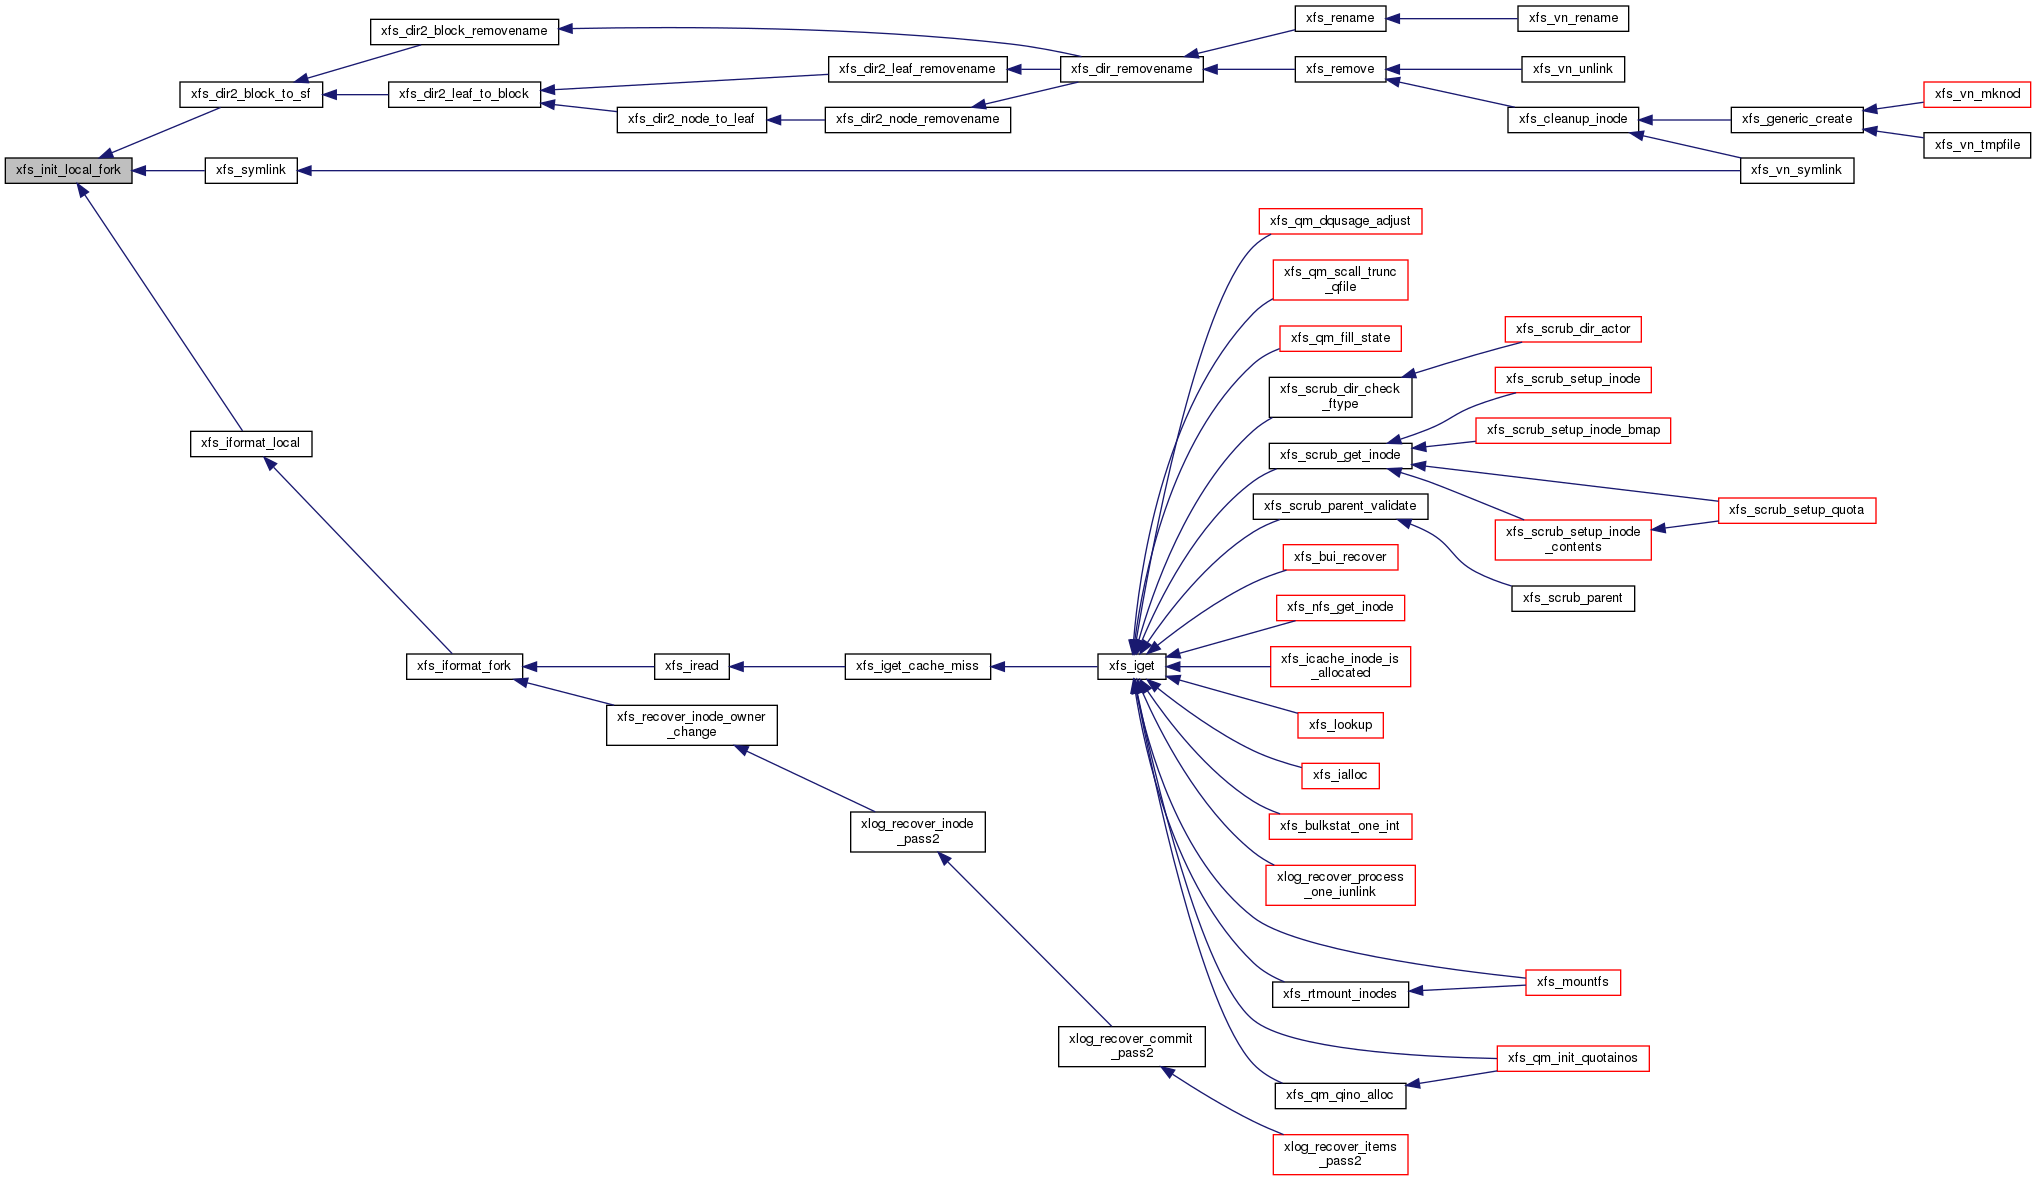 xfs_rename
xfs_vn_rename
xfs_dir2_block_removename
xfs_dir2_leaf_removename
xfs_dir_removename
xfs_remove
xfs_vn_unlink
xfs_dir2_block_to_sf
xfs_dir2_leaf_to_block
xfs_vn_mknod
xfs_dir2_node_to_leaf
xfs_dir2_node_removename
xfs_cleanup_inode
xfs_generic_create
xfs_vn_tmpfile
xfs_init_local_fork
xfs_symlink
xfs_vn_symlink
xfs_qm_dqusage_adjust
xfs_qm_scall_trunc
_qfile
xfs_qm_fill_state
xfs_scrub_dir_actor
xfs_scrub_dir_check
_ftype
xfs_scrub_setup_inode
xfs_scrub_setup_inode_bmap
xfs_iformat_local
xfs_scrub_get_inode
xfs_scrub_parent_validate
xfs_scrub_setup_quota
xfs_scrub_setup_inode
_contents
xfs_bui_recover
xfs_scrub_parent
xfs_nfs_get_inode
xfs_iformat_fork
xfs_iread
xfs_iget_cache_miss
xfs_iget
xfs_icache_inode_is
_allocated
xfs_recover_inode_owner
_change
xfs_lookup
xfs_ialloc
xlog_recover_inode
_pass2
xfs_bulkstat_one_int
xlog_recover_process
_one_iunlink
xfs_mountfs
xfs_rtmount_inodes
xlog_recover_commit
_pass2
xfs_qm_init_quotainos
xfs_qm_qino_alloc
xlog_recover_items
_pass2